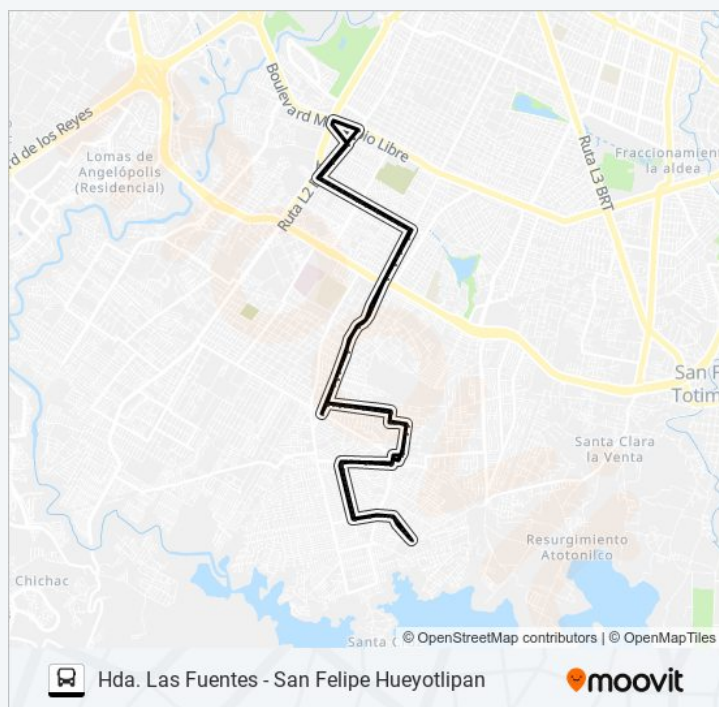 Boulevard M
io Libre
rd de los Reyes
Lomas de
Angelópolis
(Residencial)
Ruta L2 B
Ruta L3 BRT
Fraccionamien
la aldea
San F
Totim
Santa Clara
la Venta
Resurgimiento
Atotonilco
Chichac
Santa C
© OpenStreetMap contributors | © OpenMapTiles
Hda. Las Fuentes - San Felipe Hueyotlipan
moovit